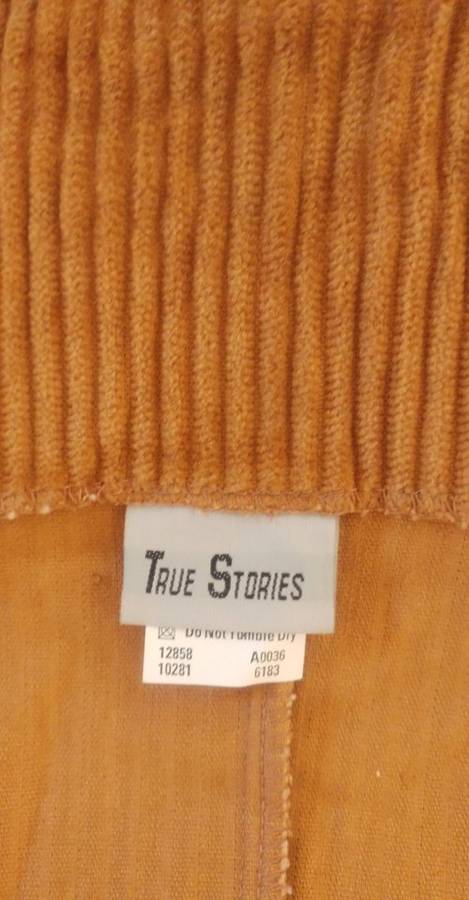 TRUE STORIES
Do Not Tumble Dry
12858 A0036
10281 6183